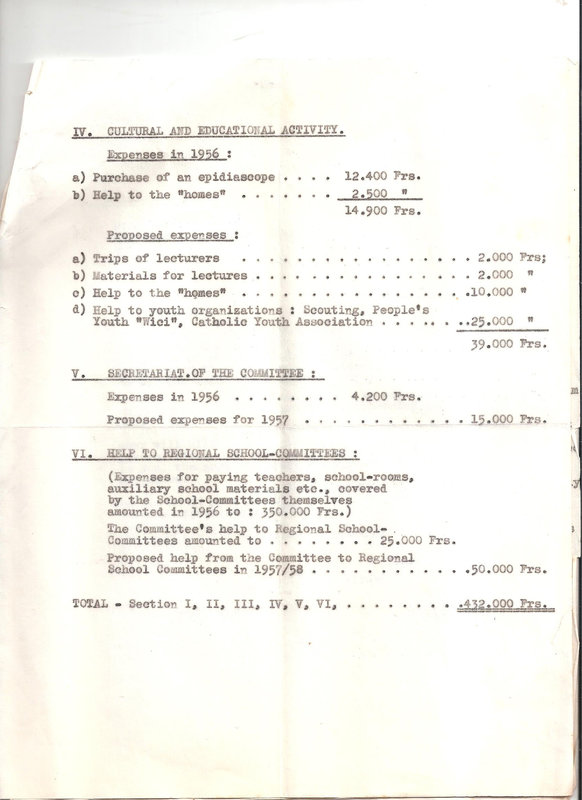 IV. CULTURAL AND EDUCATIONAL ACTIVITY.
Expenses in 1956 :
a) Purchase of an epidiascope . . . . 12.400 Frs.
b) Help to the "homes" . . . . . . . 2.500 "
14.900 Frs.
Proposed expenses :
a) Trips of lecturers . . . . . . . . . . . . . . . . . 2.000 Frs;
b) Materials for lectures . . . . . . . . . . . . . . . 2.000 "
c) Help to the "homes" . . . . . . . . . . . . . . . . .10.000 "
d) Help to youth organizations : Scouting, People's
Youth "Wici", Catholic Youth Association . . . . . . . .25.000 "
39.000 Frs.
V. SECRETARIAT.OF THE COMMITTEE :
Expenses in 1956 . . . . . . . . 4.200 Frs.
Proposed expenses for 1957 . . . . . . . . . . . . 15.000 Frs.
VI. HELP TO REGIONAL SCHOOL-COMMITTEES :
(Expenses for paying teachers, school-rooms,
auxiliary school materials etc., covered
by the School-Committees themselves
amounted in 1956 to : 350.000 Frs.)
The Committee's help to Regional School-
Committees amounted to . . . . . . . . 25.000 Frs.
Proposed help from the Committee to Regional
School Committees in 1957/58 . . . . . . . . . . . .50.000 Frs.
TOTAL - Section I, II, III, IV, V, VI, . . . . . . . . .432.000 Frs.